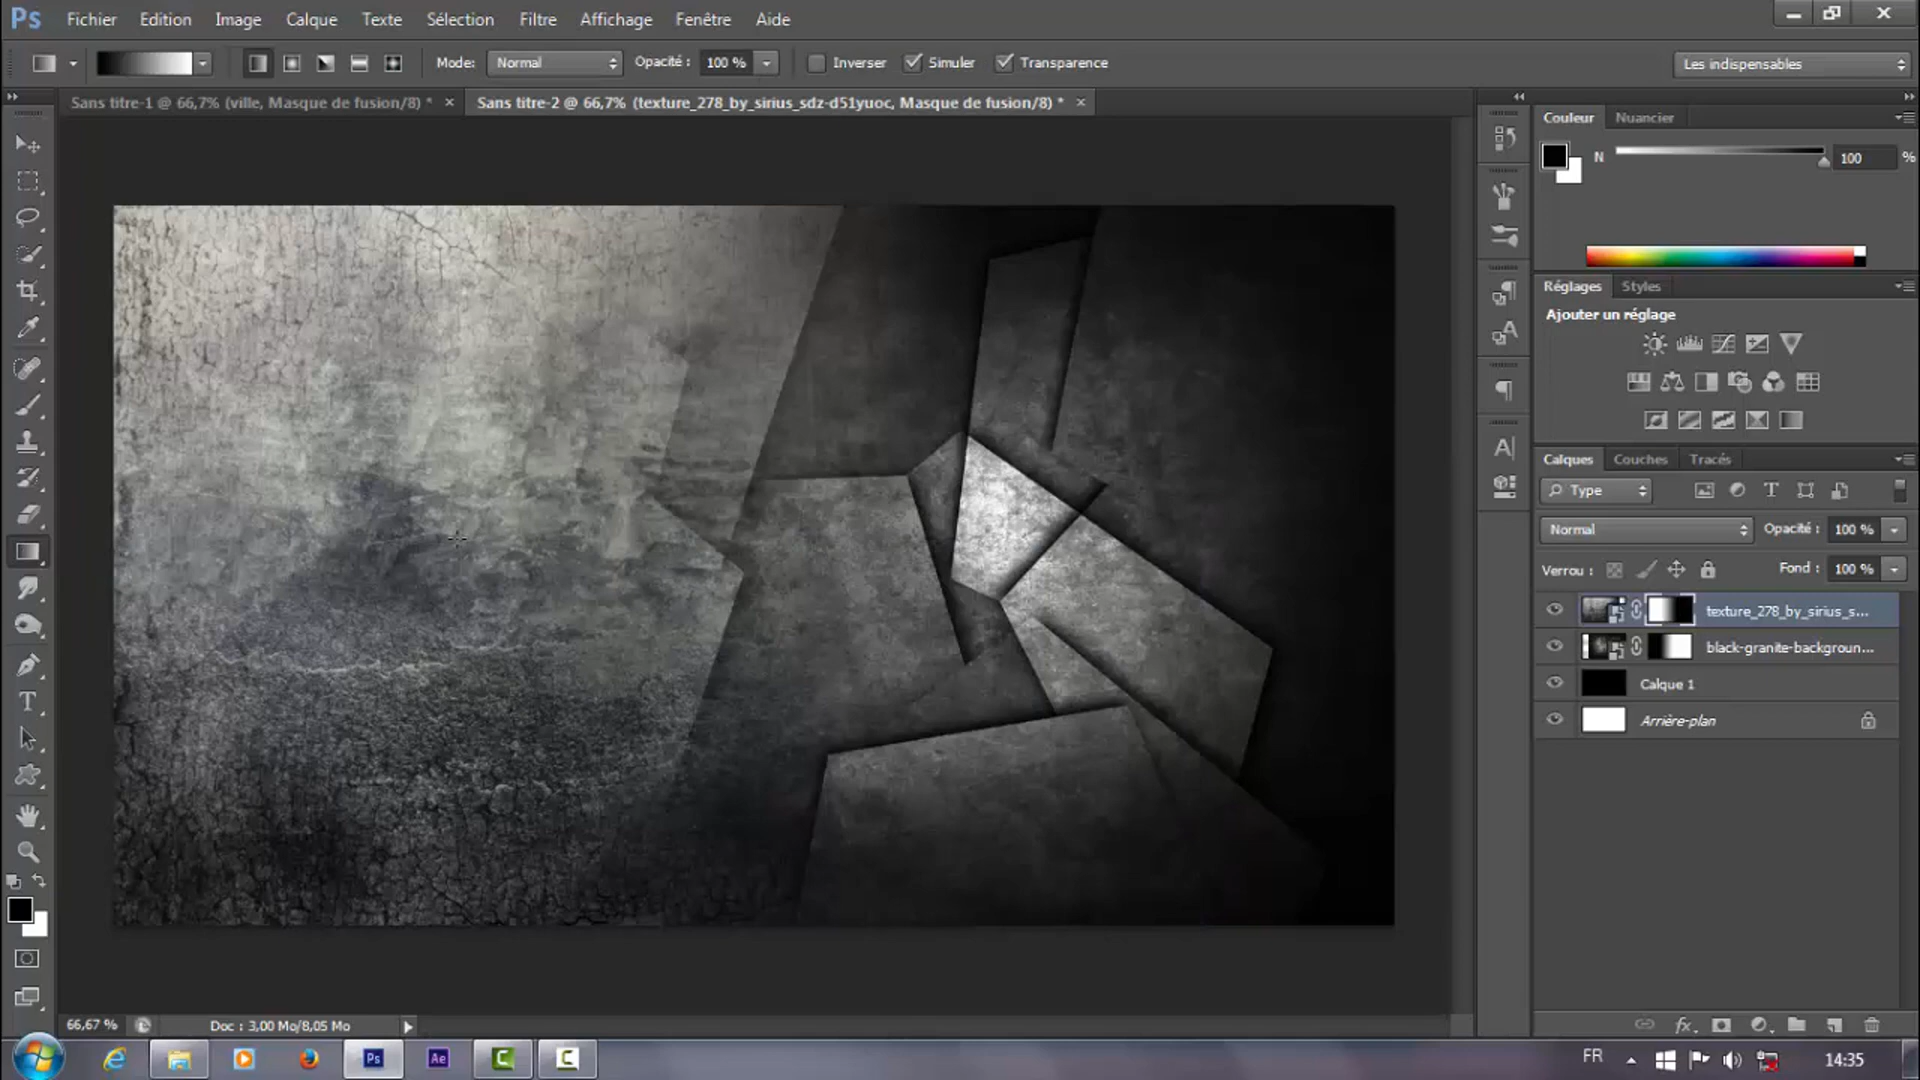 Ps Fichier Edition Image Calque Texte Sélection Filtre Affichage Fenêtre Aide
Mode: Normal Opacité : 100 % Inverser Simuler Transparence Les indispensables
Sans titre-1 @ 66,7% (ville, Masque de fusion/8) * × Sans titre-2 @ 66,7% (texture_278_by_sirius_sdz-d51yuoc, Masque de fusion/8) * ×
Couleur Nuancier
N 100 %
Réglages Styles
Ajouter un réglage
Calques Couches Tracés
Type
Normal Opacité : 100 %
Verrou : Fond : 100 %
texture_278_by_sirius_s...
black-granite-backgroun...
Calque 1
Arrière-plan
66,67 % Doc : 3,00 Mo/8,05 Mo
Ps Ae C C FR 14:35